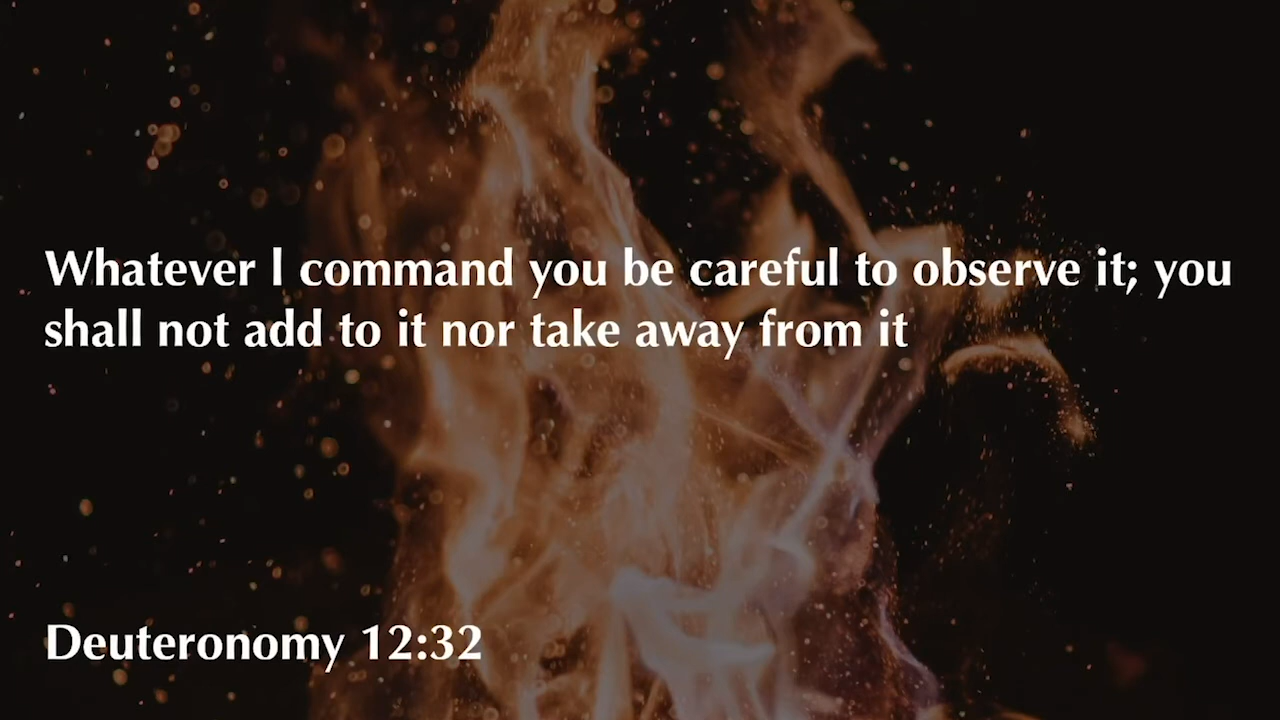 Whatever I command you be careful to observe it; you
shall not add to it nor take away from it
Deuteronomy 12:32